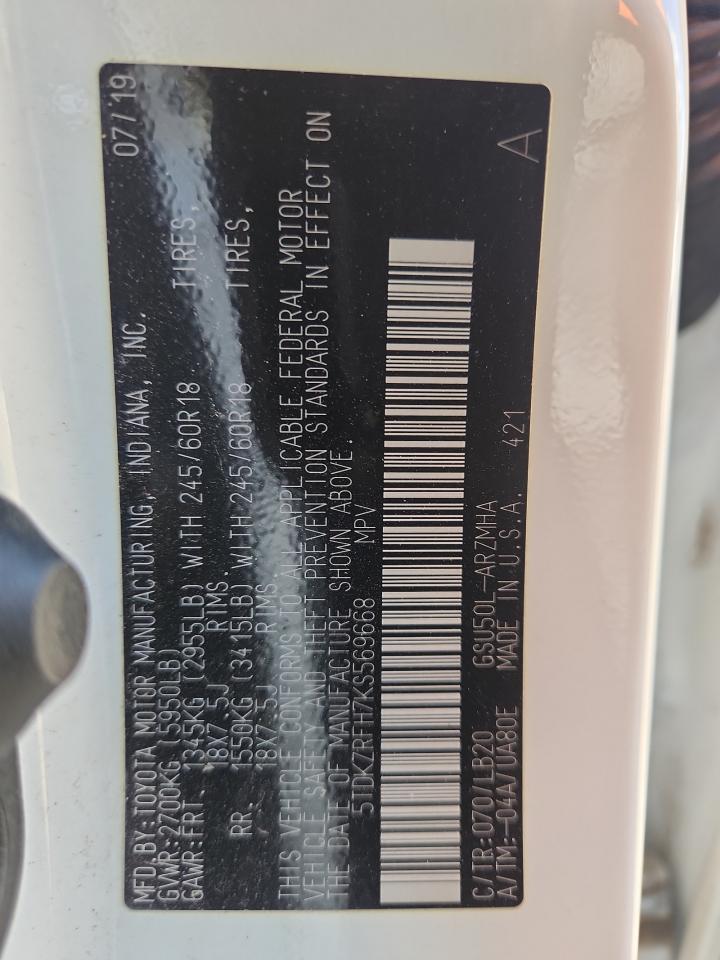 MFD.BY:TOYOTA MOTOR MANUFACTURING, INDIANA, INC. 07/19
GVWR:2700KG (5950LB)
GAWR:FRT. 1345KG (2955LB) WITH 245/60R18 TIRES,
18X7.5J RIMS.
RR. 1550KG (3415LB) WITH 245/60R18 TIRES,
18X7.5J RIMS.
THIS VEHICLE CONFORMS TO ALL APPLICABLE FEDERAL MOTOR
VEHICLE SAFETY AND THEFT PREVENTION STANDARDS IN EFFECT ON
THE DATE OF MANUFACTURE SHOWN ABOVE.
5TDKZRFH7KS569668 MPV
C/TR:070/LB20 GSU50L-ARZMHA
A/TM:-04A/UA80E MADE IN U.S.A. 421 A